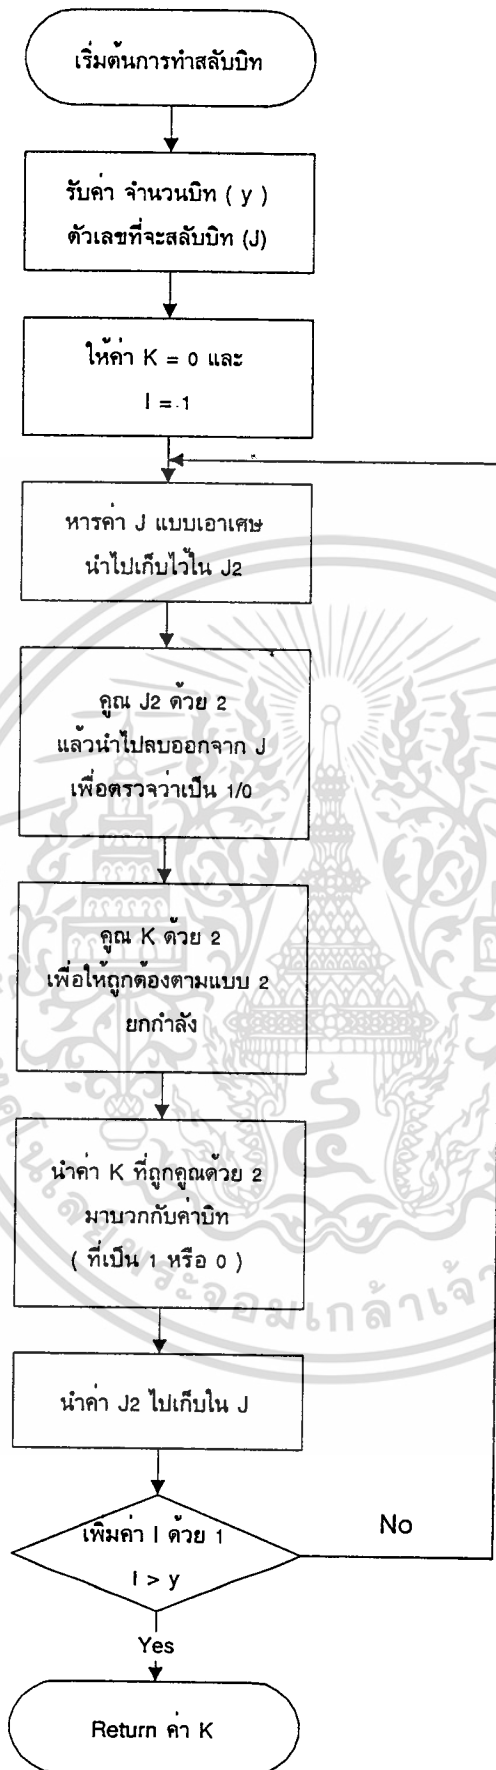 เริ่มต้นการทำสลับบิท
รับค่า จำนวนบิท ( y )
ตัวเลขที่จะสลับบิท (J)
ให้ค่า K = 0 และ
I = 1
หารค่า J แบบเอาเศษ
นำไปเก็บไว้ใน J2
คูณ J2 ด้วย 2
แล้วนำไปลบออกจาก J
เพื่อตรวจว่าเป็น 1/0
คูณ K ด้วย 2
เพื่อให้ถูกต้องตามแบบ 2
ยกกำลัง
นำค่า K ที่ถูกคูณด้วย 2
มาบวกกับค่าบิท
( ที่เป็น 1 หรือ 0 )
นำค่า J2 ไปเก็บใน J
เพิ่มค่า I ด้วย 1
I > y
No
Yes
Return ค่า K